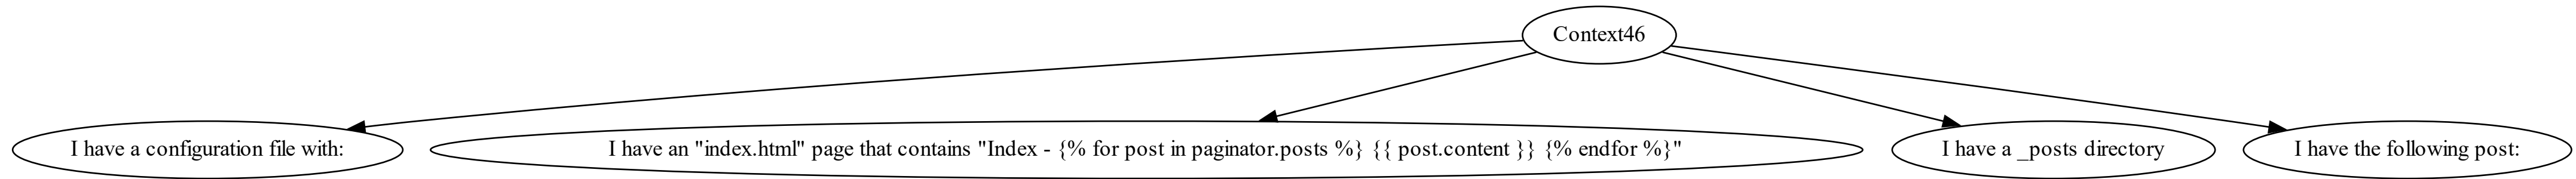 Context46
I have a configuration file with:
I have an "index.html" page that contains "Index - {% for post in paginator.posts %} {{ post.content }} {% endfor %}"
I have a _posts directory
I have the following post: